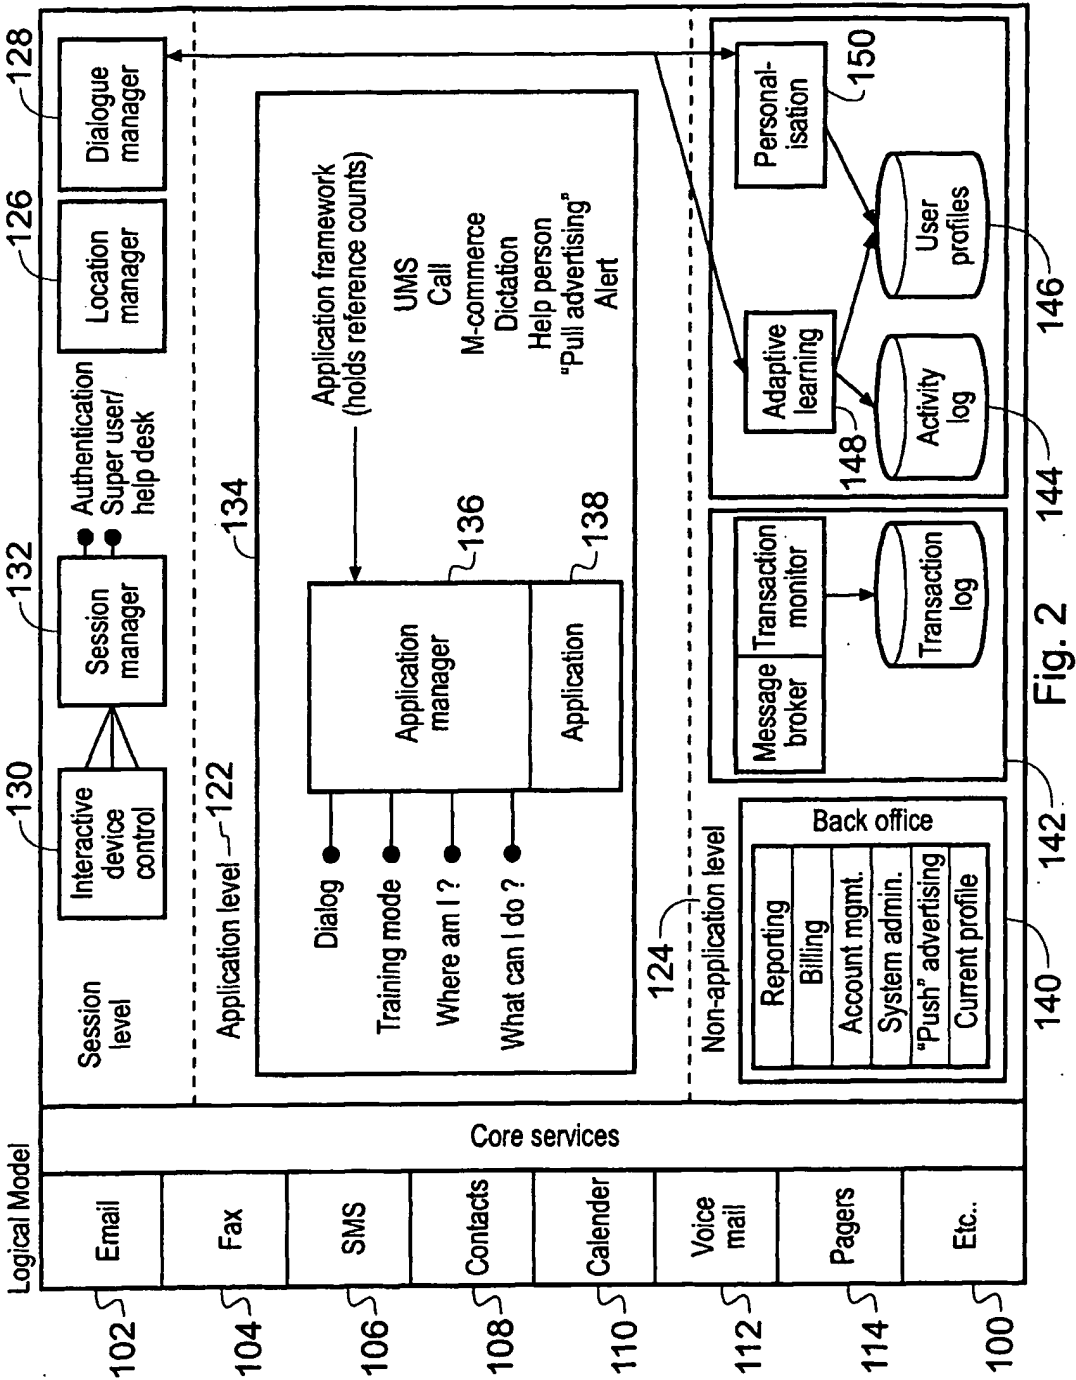 Logical Model
102
Email
104
Fax
106
SMS
108
Contacts
110
Calender
112
Voice
mail
114
Pagers
100
Etc..
Core services
Session
level
130
Interactive
device
control
132
Session
manager
Authentication
Super user/
help desk
126
Location
manager
128
Dialogue
manager
Application level
122
134
Dialog
Training mode
Where am I ?
What can I do ?
Application
manager
136
Application
138
Application framework
(holds reference counts)
UMS
Call
M-commerce
Dictation
Help person
"Pull advertising"
Alert
124
Non-application level
Reporting
Billing
Account mgmt.
System admin.
"Push" advertising
Current profile
Back office
140
Message
broker
Transaction
monitor
Transaction
log
142
Adaptive
learning
148
Personal-
isation
150
Activity
log
144
User
profiles
146
Fig. 2